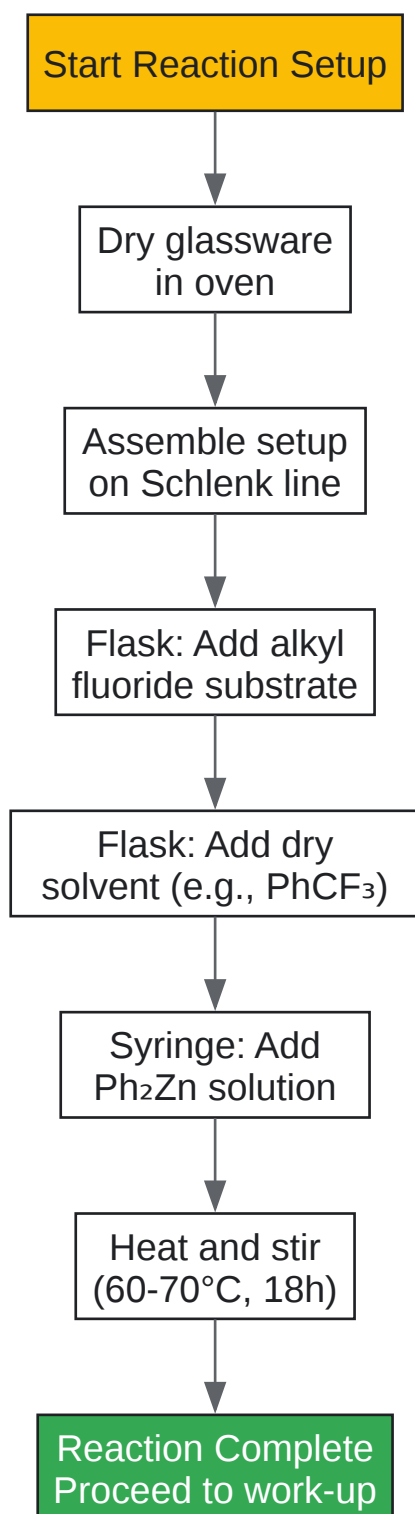 Start Reaction Setup
Dry glassware
in oven
Assemble setup
on Schlenk line
Flask: Add alkyl
fluoride substrate
Flask: Add dry
solvent (e.g., PhCF₃)
Syringe: Add
Ph₂Zn solution
Heat and stir
(60-70°C, 18h)
Reaction Complete
Proceed to work-up